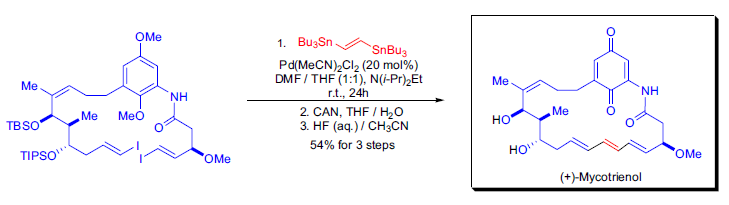 OMe
Me
NH
MeO
Me
TBSO
O
TIPSO
I
I
OMe
1. Bu3Sn SnBu3
Pd(MeCN)2Cl2 (20 mol%)
DMF / THF (1:1), N(i-Pr)2Et
r.t., 24h
2. CAN, THF / H2O
3. HF (aq.) / CH3CN
54% for 3 steps
O
Me
NH
O
Me
HO
O
HO
OMe
(+)-Mycotrienol